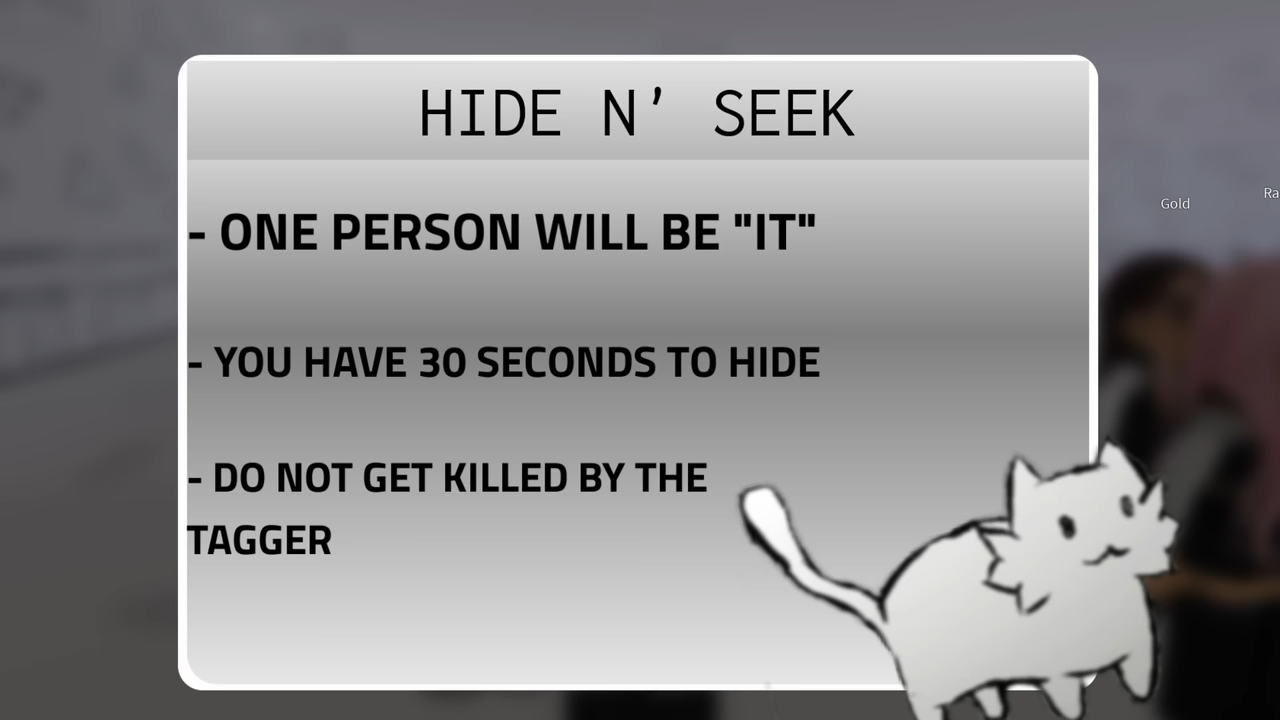 HIDE N' SEEK
- ONE PERSON WILL BE "IT"
- YOU HAVE 30 SECONDS TO HIDE
- DO NOT GET KILLED BY THE
TAGGER
Gold
Ra